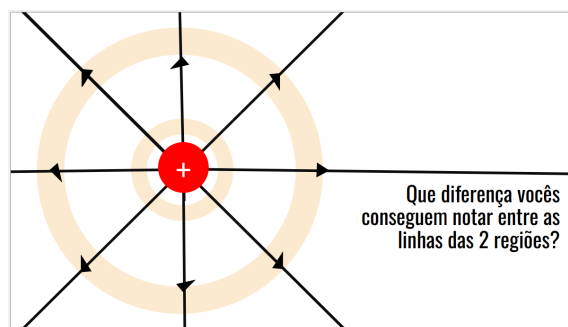 +
Que diferença vocês
conseguem notar entre as
linhas das 2 regiões?